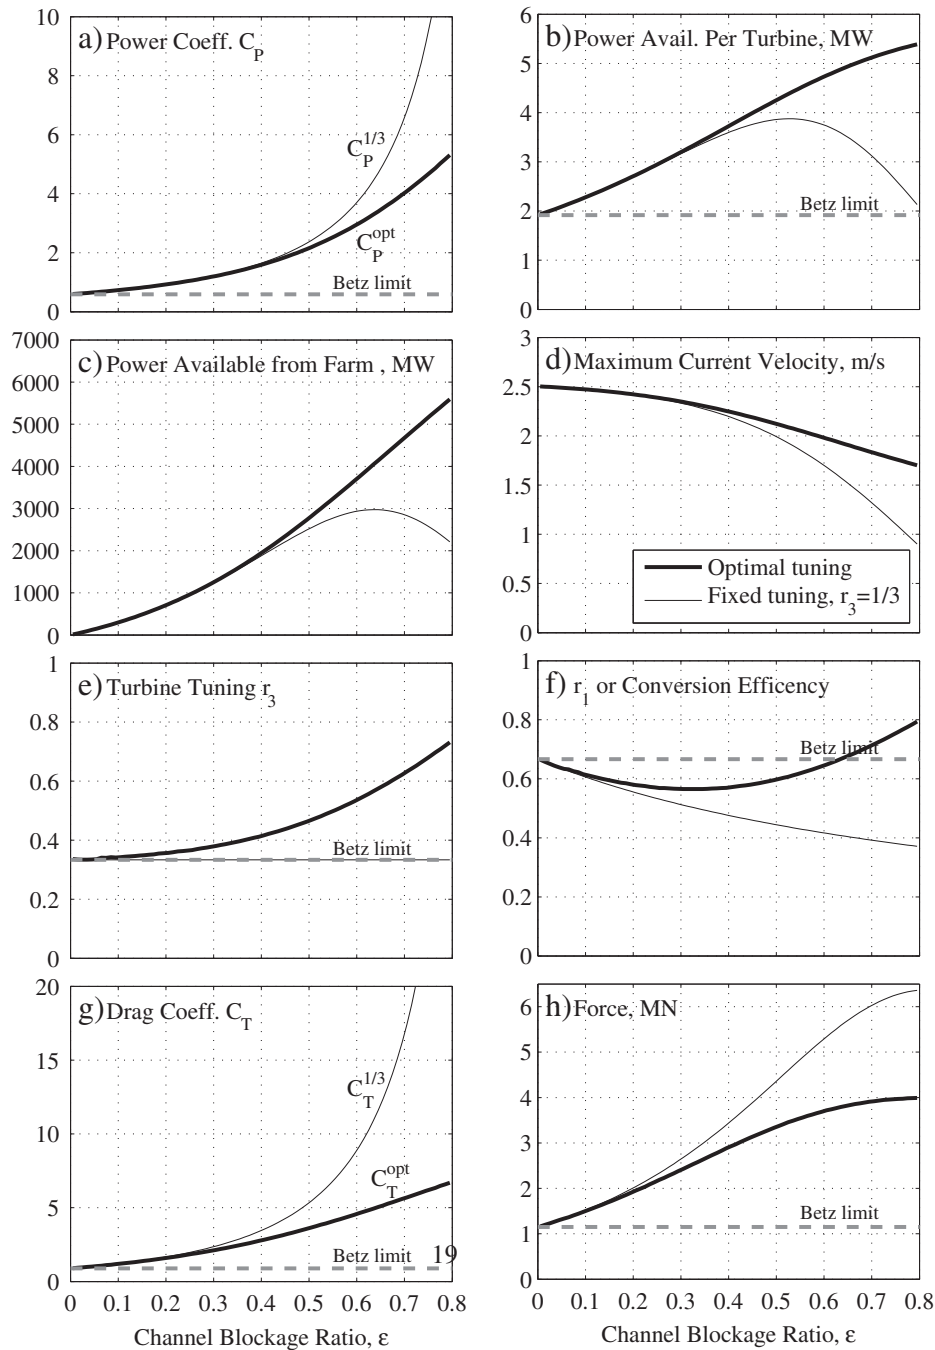 a) Power Coeff. C_P
10
8
6
4
2
0
C_P^{1/3}
C_P^{opt}
Betz limit
b) Power Avail. Per Turbine, MW
6
5
4
3
2
1
0
Betz limit
c) Power Available from Farm , MW
7000
6000
5000
4000
3000
2000
1000
0
d) Maximum Current Velocity, m/s
3
2.5
2
1.5
1
0.5
0
Optimal tuning
Fixed tuning, r_3=1/3
e) Turbine Tuning r_3
1
0.8
0.6
0.4
0.2
0
Betz limit
f) r_1 or Conversion Efficency
1
0.8
0.6
0.4
0.2
0
Betz limit
g) Drag Coeff. C_T
20
15
10
5
0
C_T^{1/3}
C_T^{opt}
Betz limit
19
0 0.1 0.2 0.3 0.4 0.5 0.6 0.7 0.8
Channel Blockage Ratio, ε
h) Force, MN
6
5
4
3
2
1
0
Betz limit
0 0.1 0.2 0.3 0.4 0.5 0.6 0.7 0.8
Channel Blockage Ratio, ε